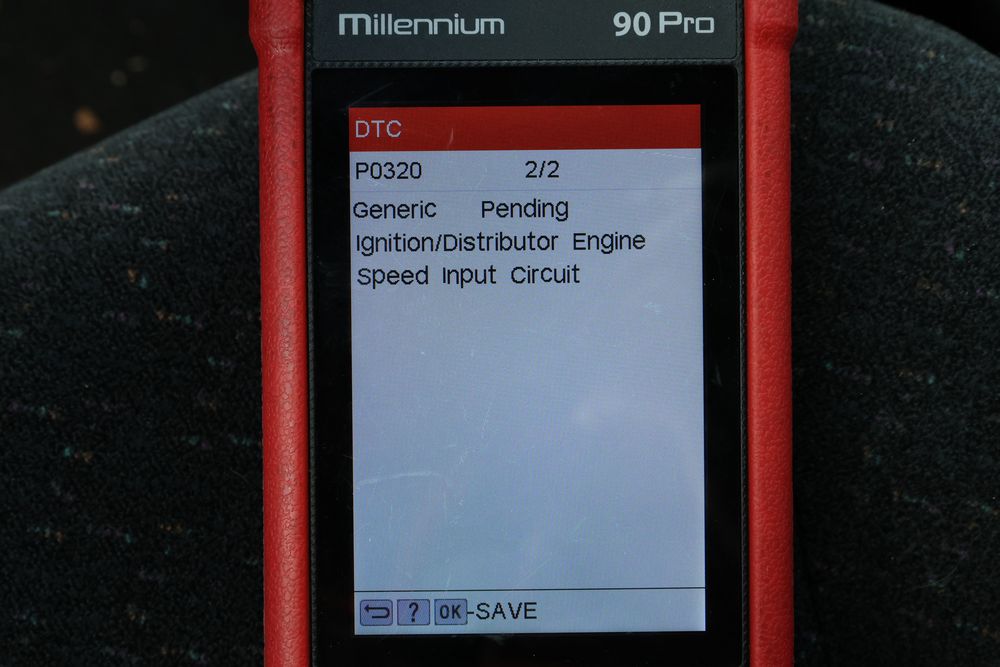 Millennium 90 Pro
DTC
P0320 2/2
Generic Pending
Ignition/Distributor Engine
Speed Input Circuit
? OK-SAVE